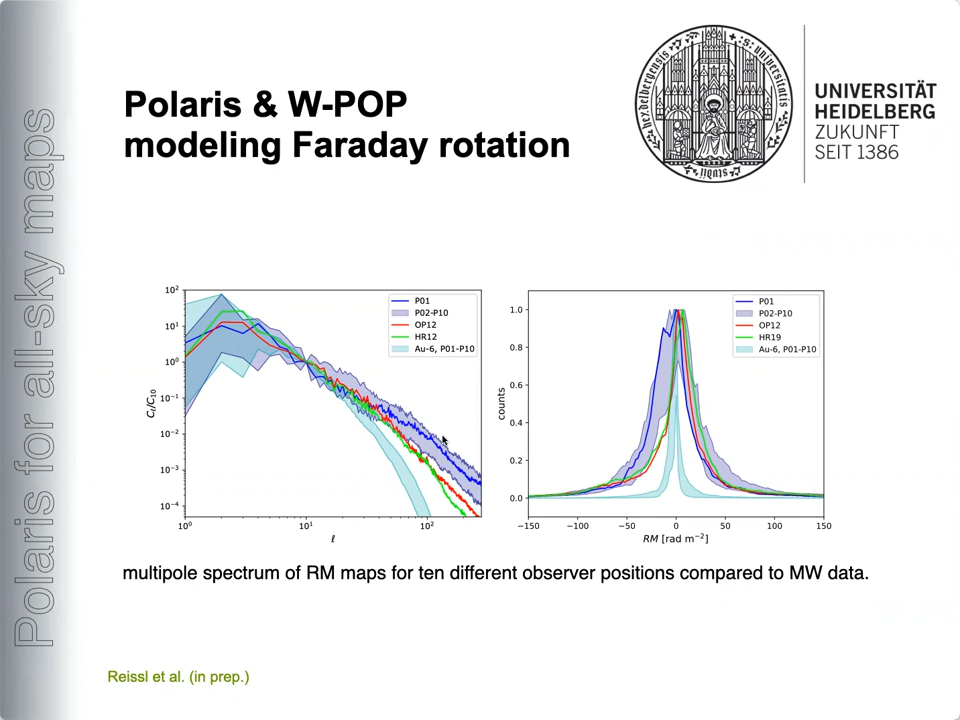 Polaris for all-sky maps
Polaris & W-POP
modeling Faraday rotation
UNIVERSITÄT
HEIDELBERG
ZUKUNFT
SEIT 1386
10²
10¹
10⁰
10⁻¹
10⁻²
10⁻³
10⁻⁴
Cℓ/C₁₀
10⁰ 10¹ 10²
ℓ
P01
P02-P10
OP12
HR12
Au-6, P01-P10
1.0
0.8
0.6
0.4
0.2
0.0
counts
−150 −100 −50 0 50 100 150
RM [rad m⁻²]
P01
P02-P10
OP12
HR19
Au-6, P01-P10
multipole spectrum of RM maps for ten different observer positions compared to MW data.
Reissl et al. (in prep.)